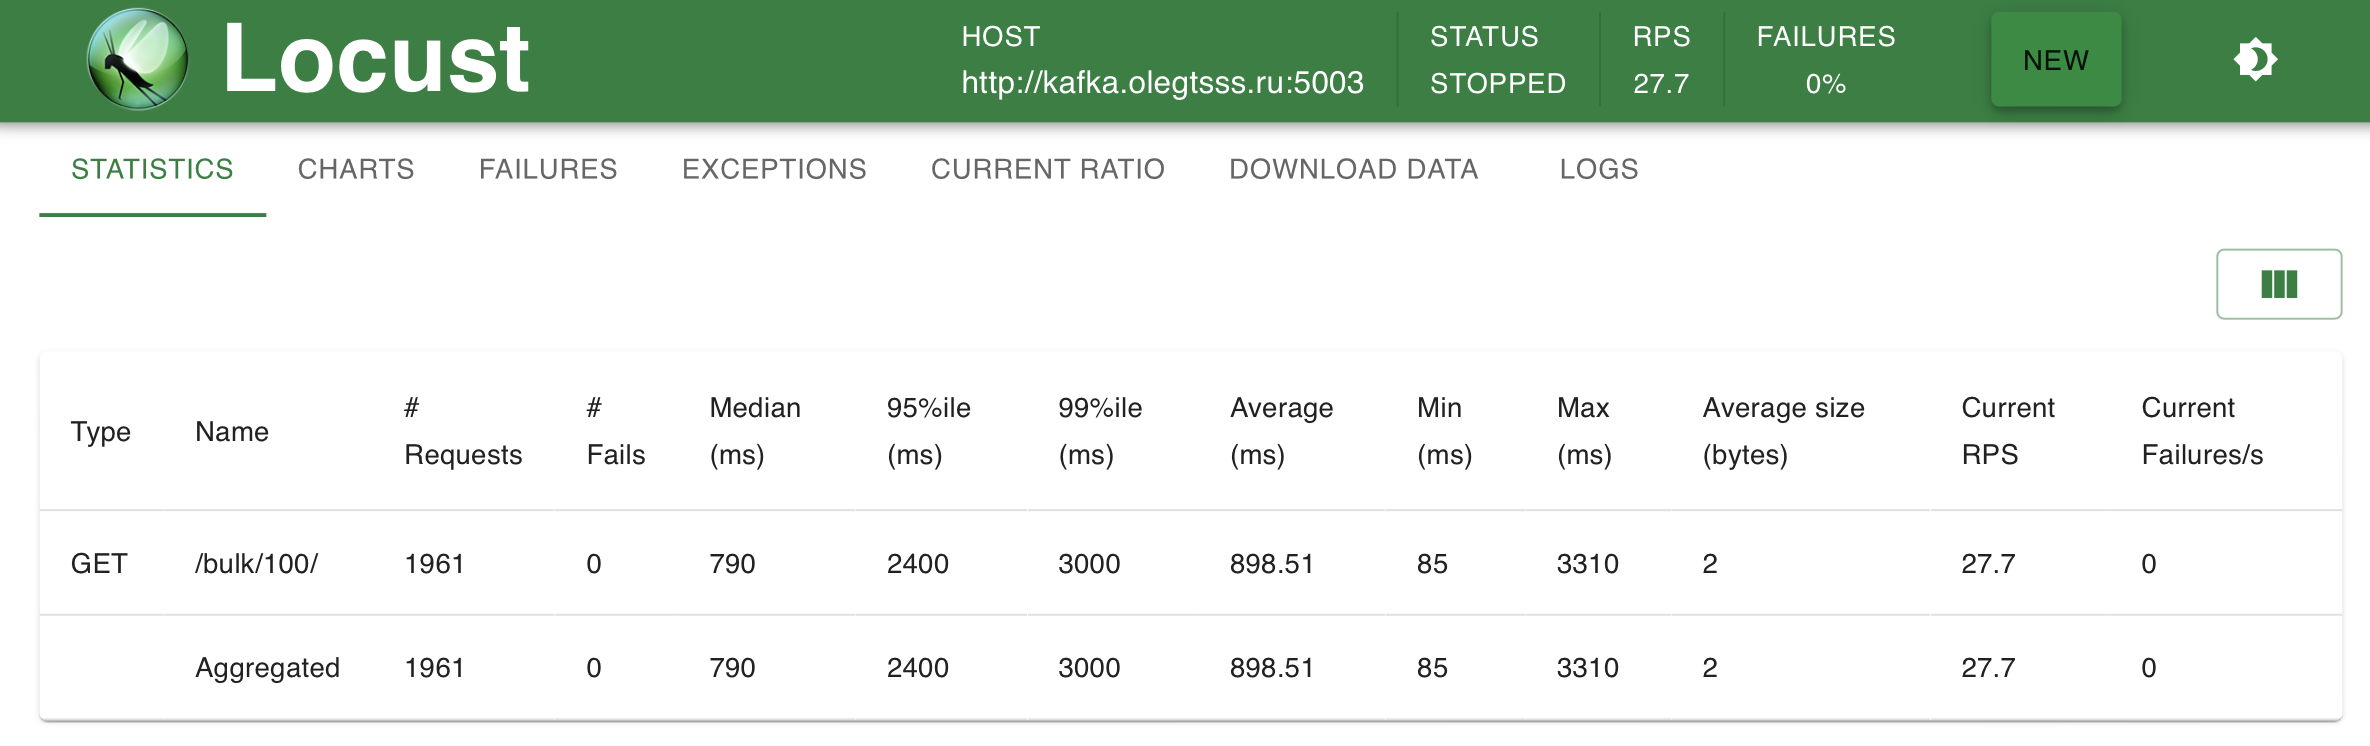 Locust
HOST
http://kafka.olegtsss.ru:5003
STATUS
STOPPED
RPS
27.7
FAILURES
0%
NEW
STATISTICS CHARTS FAILURES EXCEPTIONS CURRENT RATIO DOWNLOAD DATA LOGS
Type Name # Requests # Fails Median (ms) 95%ile (ms) 99%ile (ms) Average (ms) Min (ms) Max (ms) Average size (bytes) Current RPS Current Failures/s
GET /bulk/100/ 1961 0 790 2400 3000 898.51 85 3310 2 27.7 0
Aggregated 1961 0 790 2400 3000 898.51 85 3310 2 27.7 0